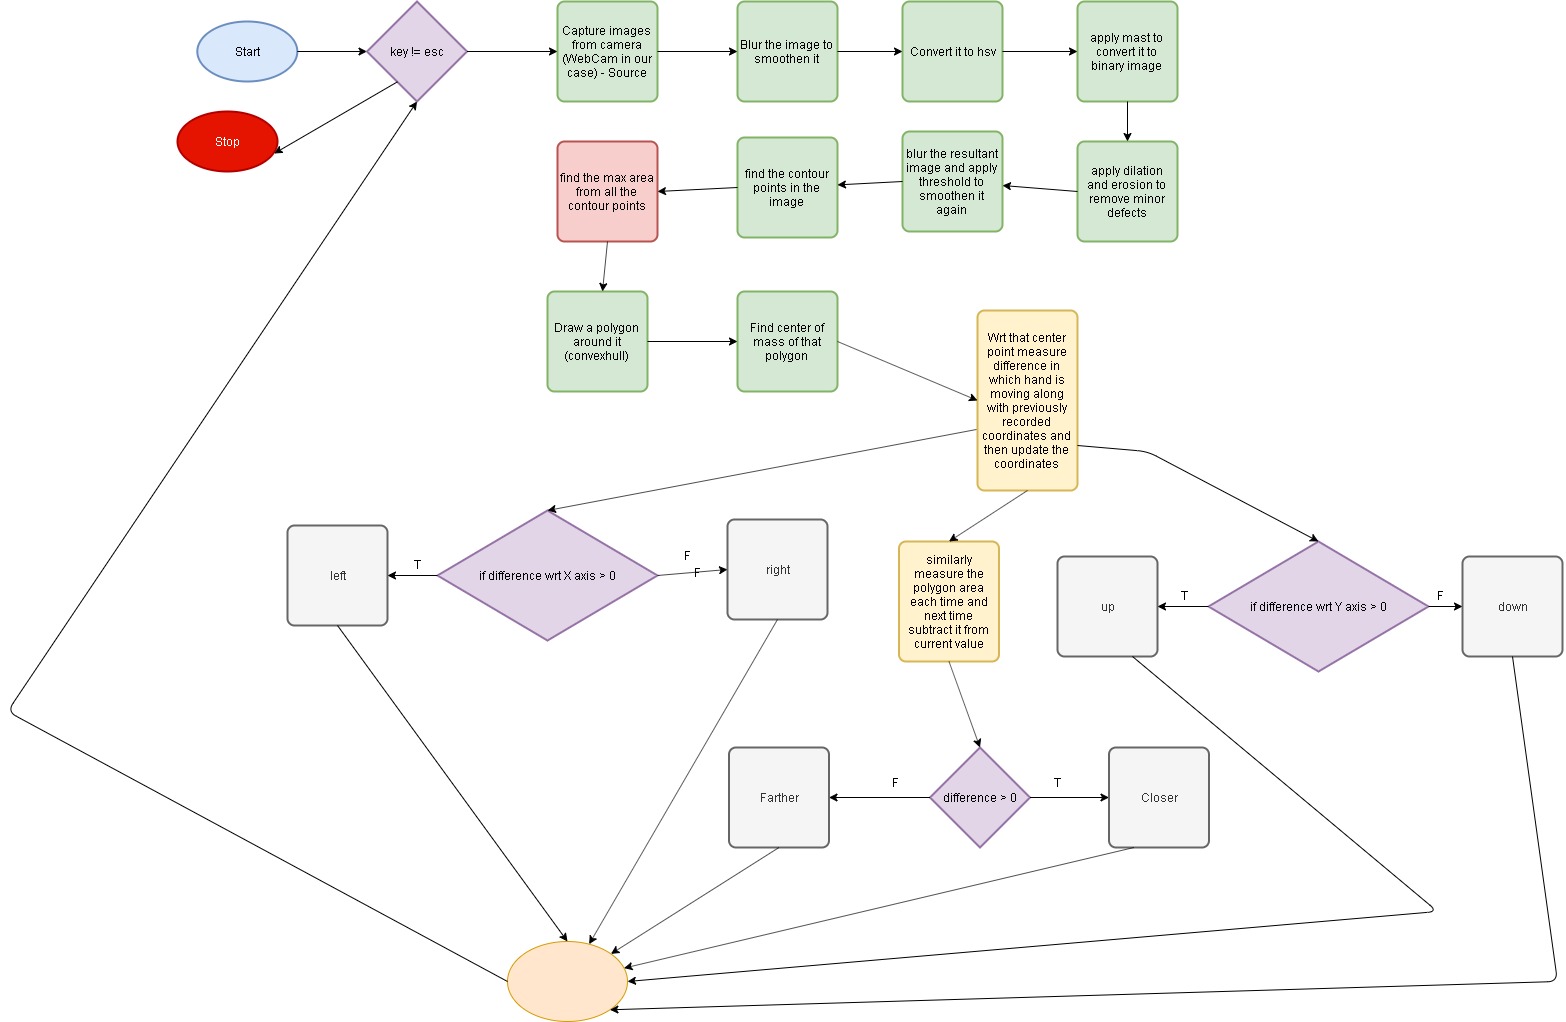 Start
key != esc
Capture images
from camera
(WebCam in our
case) - Source
Blur the image to
smoothen it
Convert it to hsv
apply mast to
convert it to
binary image
Stop
find the max area
from all the
contour points
find the contour
points in the
image
blur the resultant
image and apply
threshold to
smoothen it
again
apply dilation
and erosion to
remove minor
defects
Draw a polygon
around it
(convexhull)
Find center of
mass of that
polygon
Wrt that center
point measure
difference in
which hand is
moving along
with previously
recorded
coordinates and
then update the
coordinates
left
T
if difference wrt X axis > 0
F
F
right
similarly
measure the
polygon area
each time and
next time
subtract it from
current value
up
T
if difference wrt Y axis > 0
F
down
Farther
F
difference > 0
T
Closer